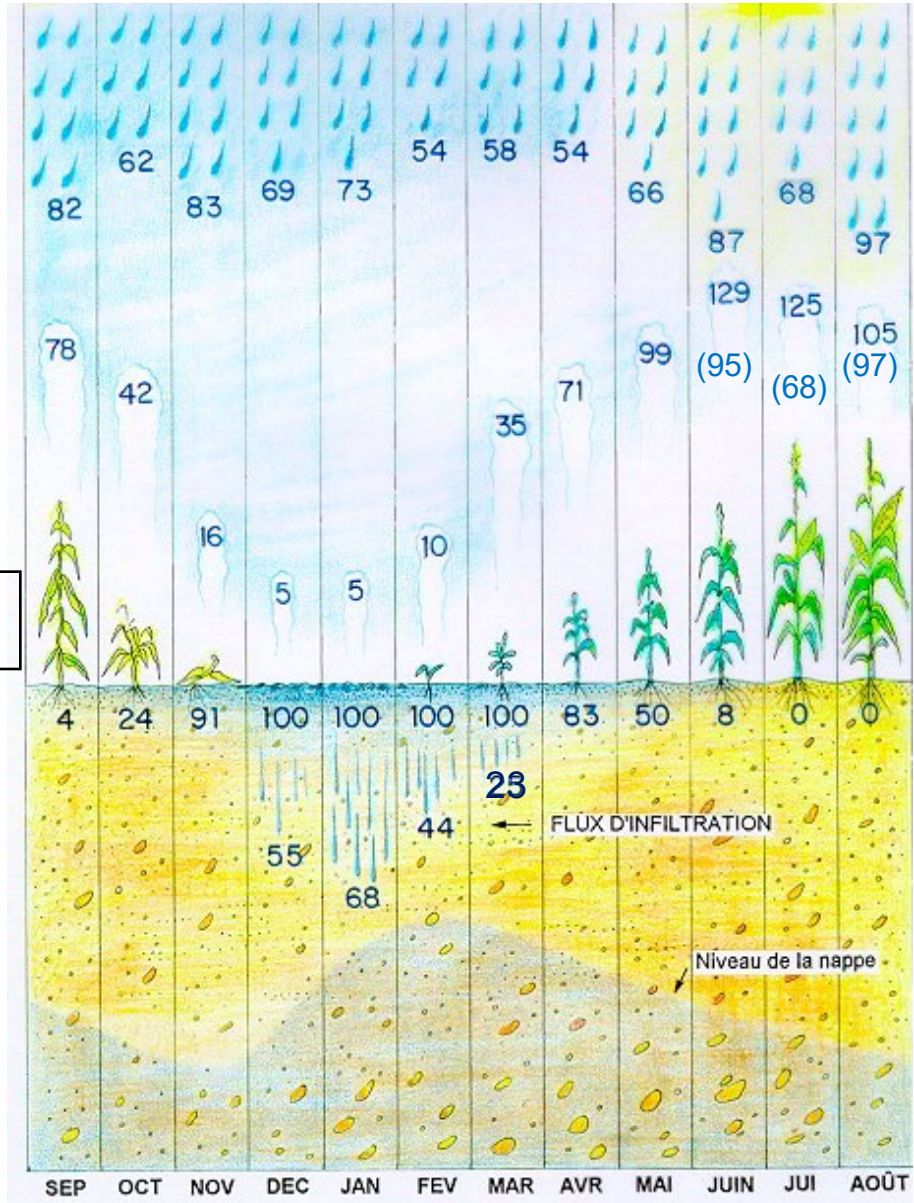 82 62 83 69 73 54 58 54 66 87 68 97
78 42 16 5 5 10 35 71 99 129 125 105
(95) (68) (97)
4 24 91 100 100 100 100 83 50 8 0 0
55 68 44 23
FLUX D'INFILTRATION
Niveau de la nappe
SEP OCT NOV DEC JAN FEV MAR AVR MAI JUIN JUI AOÛT